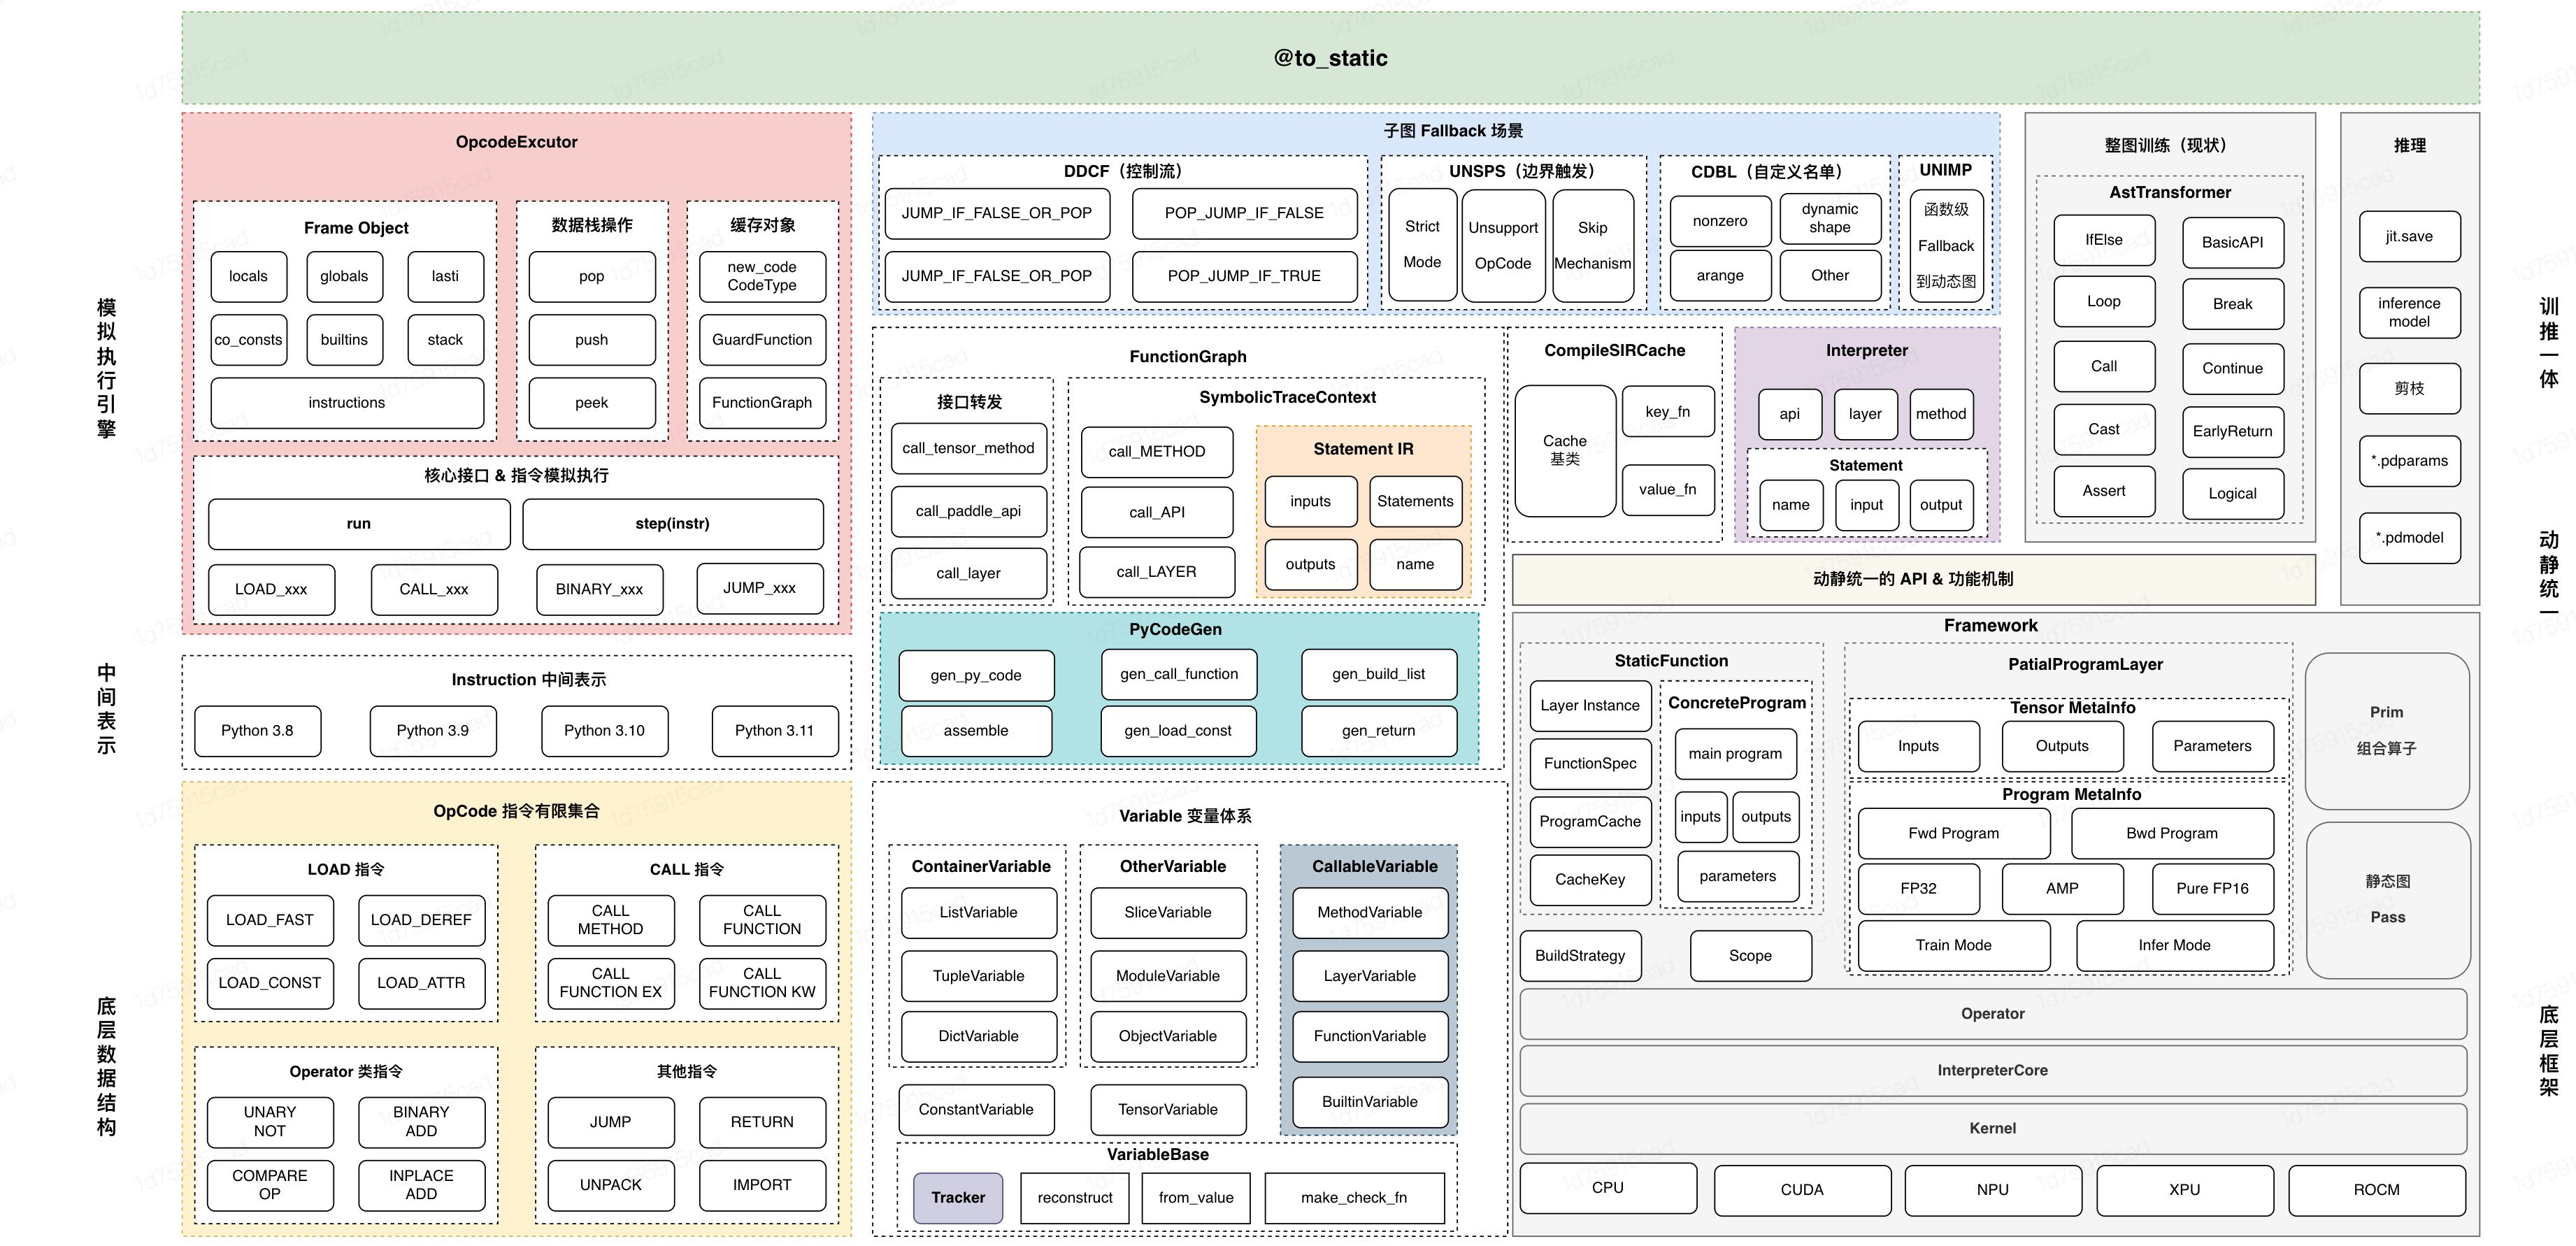 @to_static
模拟执行引擎
中间表示
底层数据结构
OpcodeExcutor
Frame Object
locals
globals
lasti
co_consts
builtins
stack
instructions
数据栈操作
pop
push
peek
缓存对象
new_code
CodeType
GuardFunction
FunctionGraph
核心接口 & 指令模拟执行
run
step(instr)
LOAD_xxx
CALL_xxx
BINARY_xxx
JUMP_xxx
Instruction 中间表示
Python 3.8
Python 3.9
Python 3.10
Python 3.11
OpCode 指令有限集合
LOAD 指令
LOAD_FAST
LOAD_DEREF
LOAD_CONST
LOAD_ATTR
CALL 指令
CALL
METHOD
CALL
FUNCTION
CALL
FUNCTION EX
CALL
FUNCTION KW
Operator 类指令
UNARY
NOT
BINARY
ADD
COMPARE
OP
INPLACE
ADD
其他指令
JUMP
RETURN
UNPACK
IMPORT
子图 Fallback 场景
DDCF（控制流）
JUMP_IF_FALSE_OR_POP
POP_JUMP_IF_FALSE
JUMP_IF_FALSE_OR_POP
POP_JUMP_IF_TRUE
UNSPS（边界触发）
Strict
Mode
Unsupport
OpCode
Skip
Mechanism
CDBL（自定义名单）
nonzero
dynamic
shape
arange
Other
UNIMP
函数级
Fallback
到动态图
FunctionGraph
接口转发
call_tensor_method
call_paddle_api
call_layer
SymbolicTraceContext
call_METHOD
call_API
call_LAYER
Statement IR
inputs
Statements
outputs
name
PyCodeGen
gen_py_code
gen_call_function
gen_build_list
assemble
gen_load_const
gen_return
CompileSIRCache
Cache
基类
key_fn
value_fn
Interpreter
api
layer
method
Statement
name
input
output
Variable 变量体系
ContainerVariable
ListVariable
TupleVariable
DictVariable
OtherVariable
SliceVariable
ModuleVariable
ObjectVariable
CallableVariable
MethodVariable
LayerVariable
FunctionVariable
BuiltinVariable
ConstantVariable
TensorVariable
VariableBase
Tracker
reconstruct
from_value
make_check_fn
整图训练（现状）
AstTransformer
IfElse
BasicAPI
Loop
Break
Call
Continue
Cast
EarlyReturn
Assert
Logical
推理
jit.save
inference
model
剪枝
*.pdparams
*.pdmodel
动静统一的 API & 功能机制
Framework
StaticFunction
Layer Instance
FunctionSpec
ProgramCache
CacheKey
ConcreteProgram
main program
inputs
outputs
parameters
BuildStrategy
Scope
PatialProgramLayer
Tensor MetaInfo
Inputs
Outputs
Parameters
Program MetaInfo
Fwd Program
Bwd Program
FP32
AMP
Pure FP16
Train Mode
Infer Mode
Prim
组合算子
静态图
Pass
Operator
InterpreterCore
Kernel
CPU
CUDA
NPU
XPU
ROCM
训推一体
动静统一
底层框架
1d75915cad